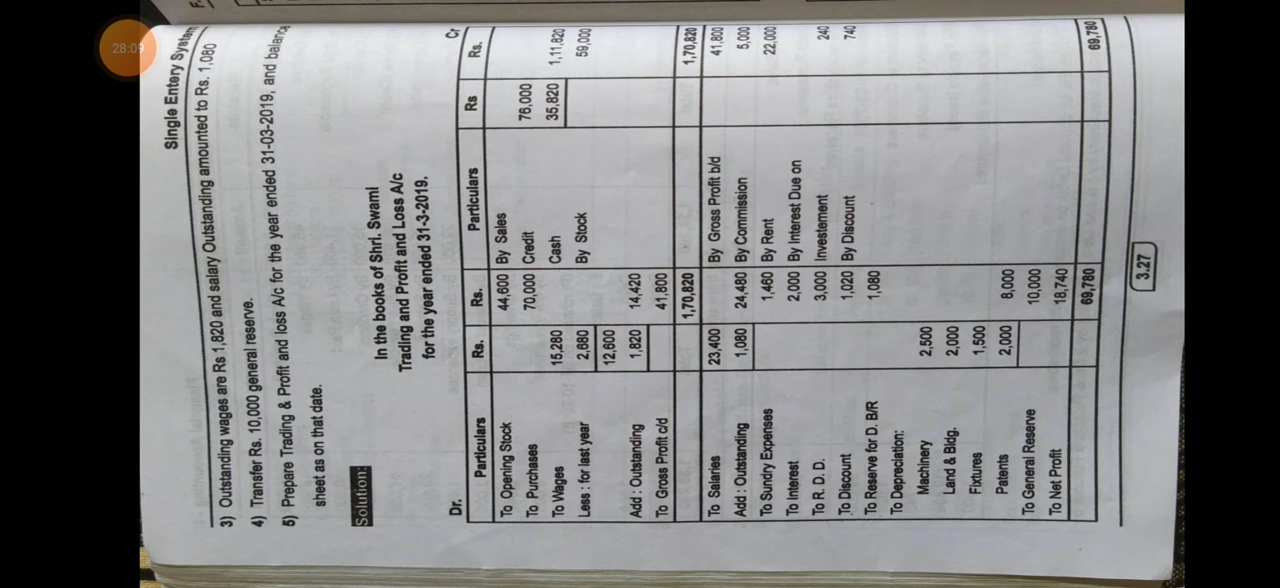 28:09
Single Entery System
3) Outstanding wages are Rs 1,820 and salary Outstanding amounted to Rs. 1,080
4) Transfer Rs. 10,000 general reserve.
5) Prepare Trading & Profit and loss A/c for the year ended 31-03-2019, and balance
sheet as on that date.
Solution:
In the books of Shri. Swami
Trading and Profit and Loss A/c
for the year ended 31-3-2019.
Dr. Cr
Particulars Rs. Rs. Particulars Rs Rs.
To Opening Stock 44,600 By Sales
To Purchases 70,000 Credit 76,000
To Wages 15,280 Cash 35,820 1,11,820
Less : for last year 2,680 By Stock 59,000
12,600
Add : Outstanding 1,820 14,420
To Gross Profit c/d 41,800
1,70,820 1,70,820
To Salaries 23,400 By Gross Profit b/d 41,800
Add : Outstanding 1,080 24,480 By Commission 5,000
To Sundry Expenses 1,460 By Rent 22,000
To Interest 2,000 By Interest Due on
To R. D. D. 3,000 Investement 240
To Discount 1,020 By Discount 740
To Reserve for D. B/R 1,080
To Depreciation:
Machinery 2,500
Land & Bldg. 2,000
Fixtures 1,500
Patents 2,000 8,000
To General Reserve 10,000
To Net Profit 18,740
69,780 69,780
3.27